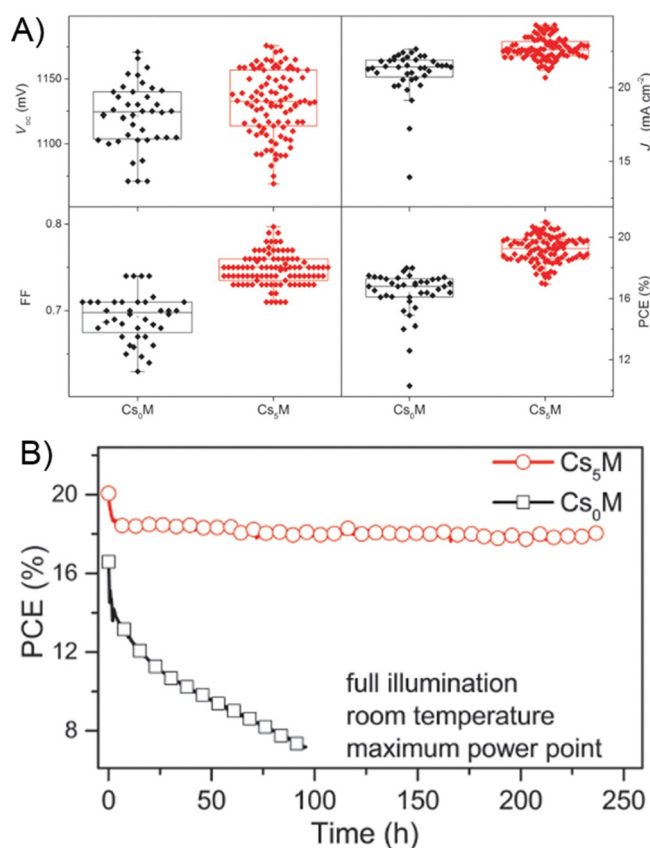 A)
V_oc (mV)
1150
1100
20
15
J (mA cm⁻²)
FF
0.8
0.7
20
16
12
PCE (%)
Cs₀M
Cs₅M
Cs₀M
Cs₅M
B)
Cs₅M
Cs₀M
PCE (%)
20
16
12
8
full illumination
room temperature
maximum power point
0
50
100
150
200
250
Time (h)